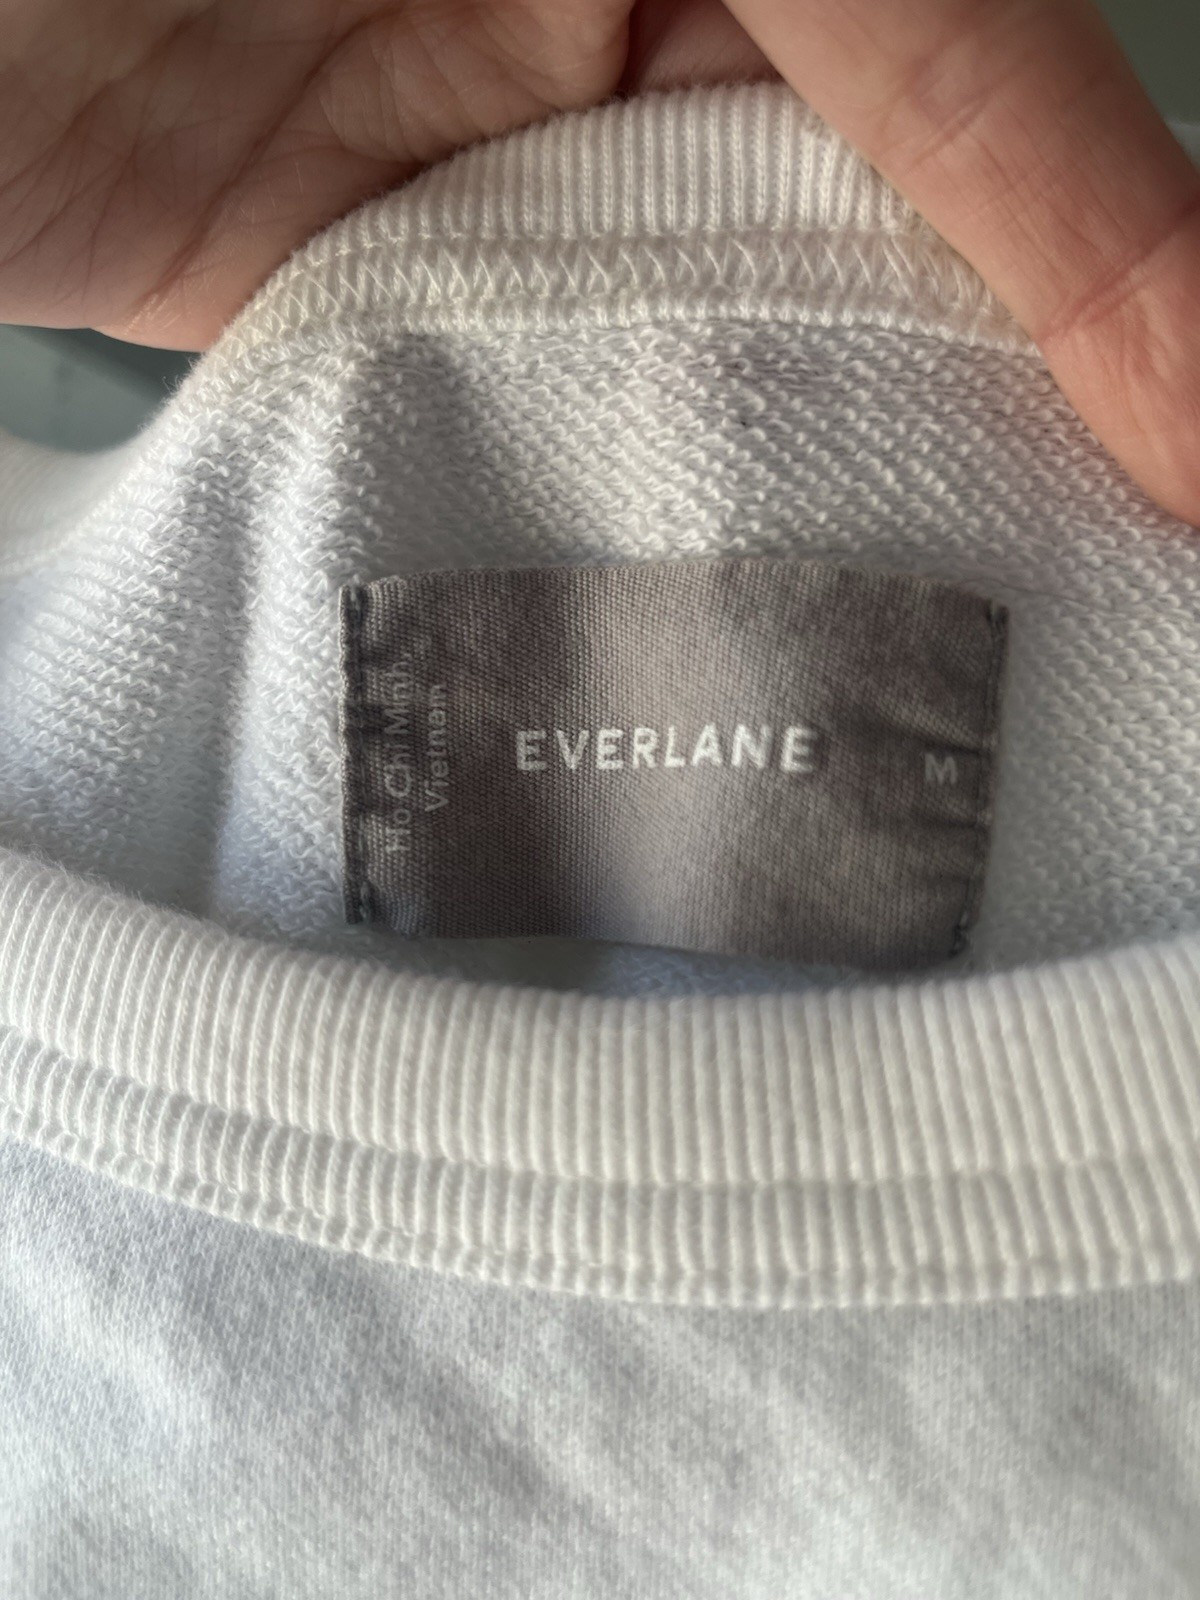 Ho Chi Minh,
Vietnam
EVERLANE
M